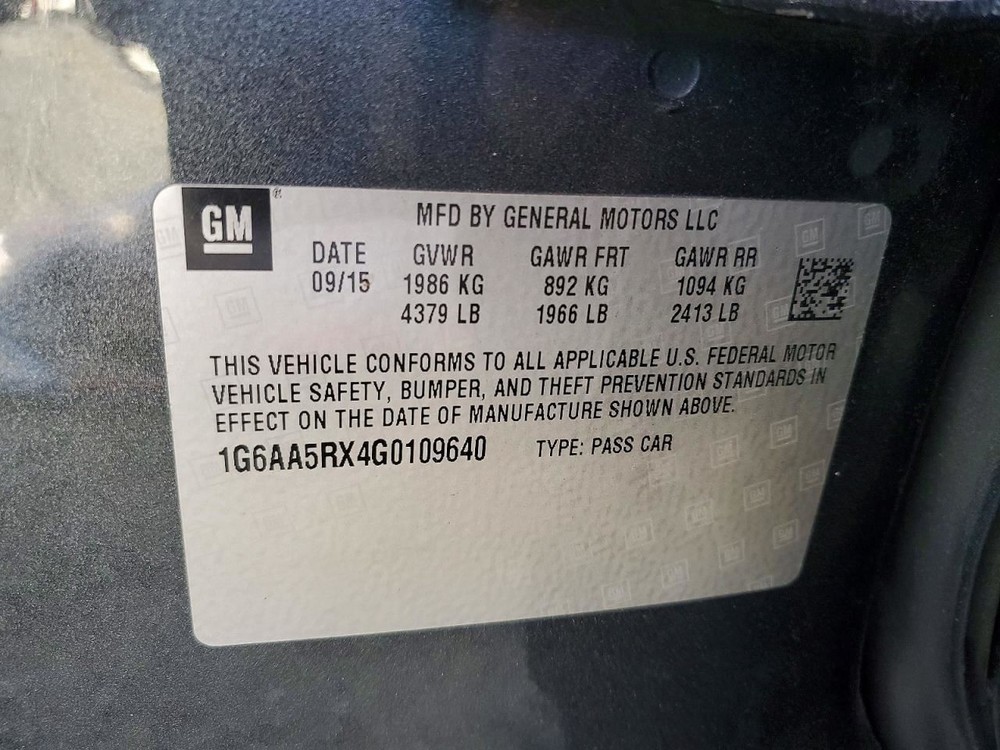 GM ®
MFD BY GENERAL MOTORS LLC
DATE GVWR GAWR FRT GAWR RR
09/15 1986 KG 892 KG 1094 KG
4379 LB 1966 LB 2413 LB
THIS VEHICLE CONFORMS TO ALL APPLICABLE U.S. FEDERAL MOTOR
VEHICLE SAFETY, BUMPER, AND THEFT PREVENTION STANDARDS IN
EFFECT ON THE DATE OF MANUFACTURE SHOWN ABOVE.
1G6AA5RX4G0109640 TYPE: PASS CAR